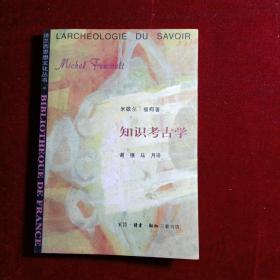 L'ARCHÉOLOGIE DU SAVOIR
Michel Foucault
米歇尔·福柯著
知识考古学
谢强 马月译
生活·读书·新知三联书店
法兰西思想文化丛书
BIBLIOTHEQUE DE FRANCE